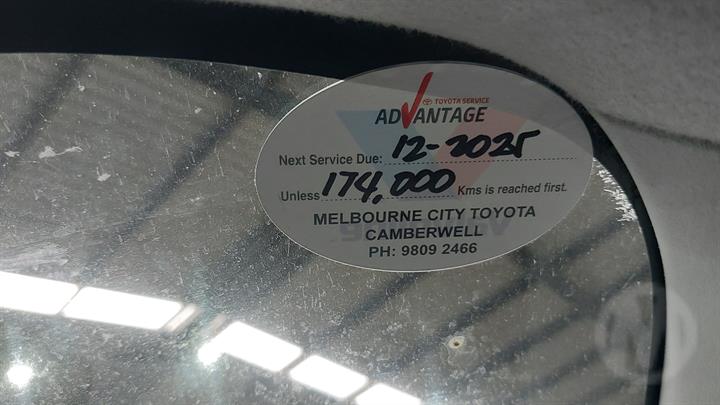 TOYOTA SERVICE
ADVANTAGE
Next Service Due: 12-2025
Unless 174,000 Kms is reached first.
MELBOURNE CITY TOYOTA
CAMBERWELL
PH: 9809 2466